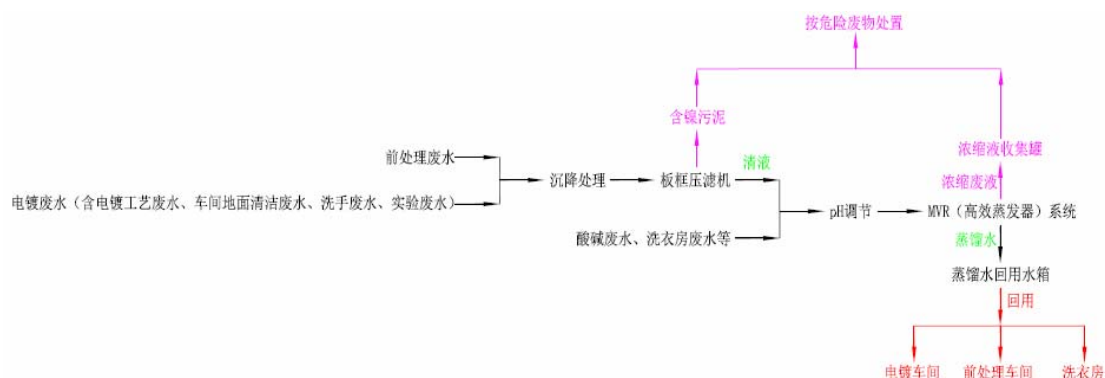 按危险废物处置
含镍污泥
浓缩液收集罐
前处理废水
沉降处理
板框压滤机
清液
浓缩废液
电镀废水（含电镀工艺废水、车间地面清洁废水、洗手废水、实验废水）
pH调节
MVR（高效蒸发器）系统
酸碱废水、洗衣房废水等
蒸馏水
蒸馏水回用水箱
回用
电镀车间
前处理车间
洗衣房